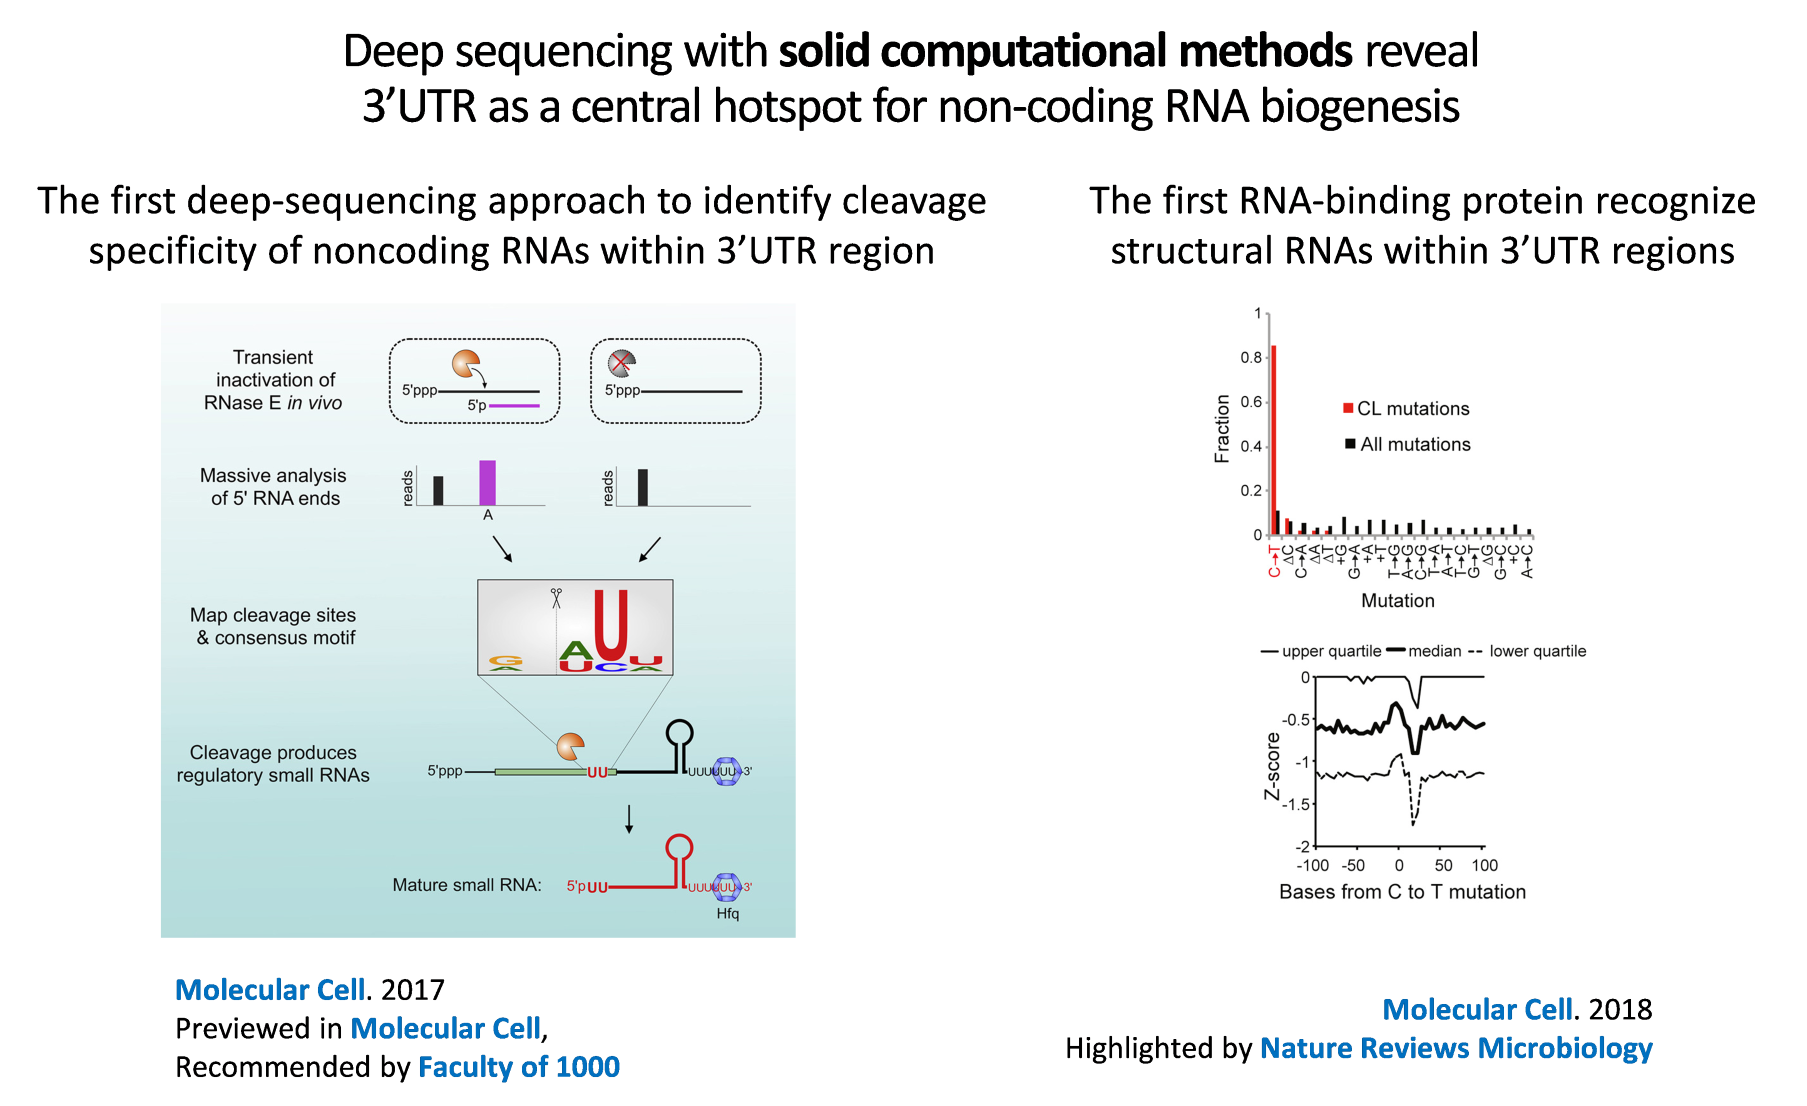 Deep sequencing with solid computational methods reveal
3’UTR as a central hotspot for non-coding RNA biogenesis
The first deep-sequencing approach to identify cleavage
specificity of noncoding RNAs within 3’UTR region
Transient
inactivation of
RNase E in vivo
5'ppp
5'p
5'ppp
Massive analysis
of 5' RNA ends
reads
A
reads
Map cleavage sites
& consensus motif
G
A
A
U
U
C
U
A
Cleavage produces
regulatory small RNAs
5'ppp
UU
UUUUUU
3'
Mature small RNA:
5'p
UU
UUUUUU
3'
Hfq
Molecular Cell. 2017
Previewed in Molecular Cell,
Recommended by Faculty of 1000
The first RNA-binding protein recognize
structural RNAs within 3’UTR regions
1
0.8
0.6
0.4
0.2
0
Fraction
CL mutations
All mutations
C→T
ΔC
C→A
ΔA
ΔT
+G
G→A
+A
+T
T→G
A→G
C→G
T→A
A→T
T→C
G→T
ΔG
G→C
+C
A→C
Mutation
upper quartile
median
lower quartile
0
-0.5
-1
-1.5
-2
Z-score
-100
-50
0
50
100
Bases from C to T mutation
Molecular Cell. 2018
Highlighted by Nature Reviews Microbiology